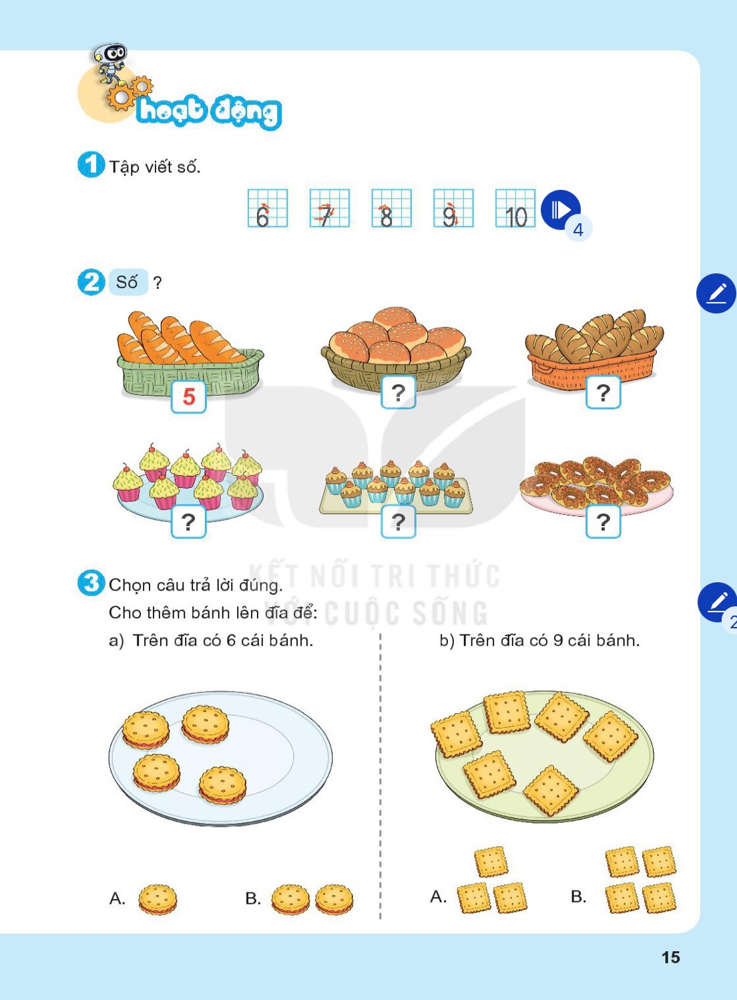 hoạt động
1 Tập viết số.
6 7 8 9 10
4
2 Số ?
5 ? ?
? ? ?
3 Chọn câu trả lời đúng.
Cho thêm bánh lên đĩa để:
a) Trên đĩa có 6 cái bánh.
b) Trên đĩa có 9 cái bánh.
KẾT NỐI TRI THỨC
VỚI CUỘC SỐNG
2
A. B.
A. B.
15